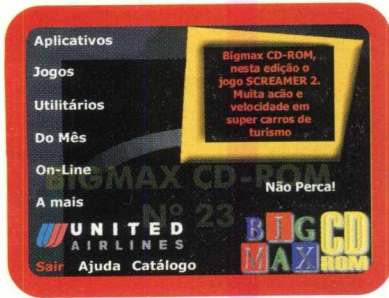 Aplicativos
Jogos
Utilitários
Do Mês
On-Line
A mais
Bigmax CD-ROM,
nesta edição o
jogo SCREAMER 2.
Muita acão e
velocidade em
super carros de
turismo
BIGMAX CD-ROM
Nº 23
Não Perca!
UNITED
AIRLINES
BIG
MAX
CD
ROM
Sair Ajuda Catálogo